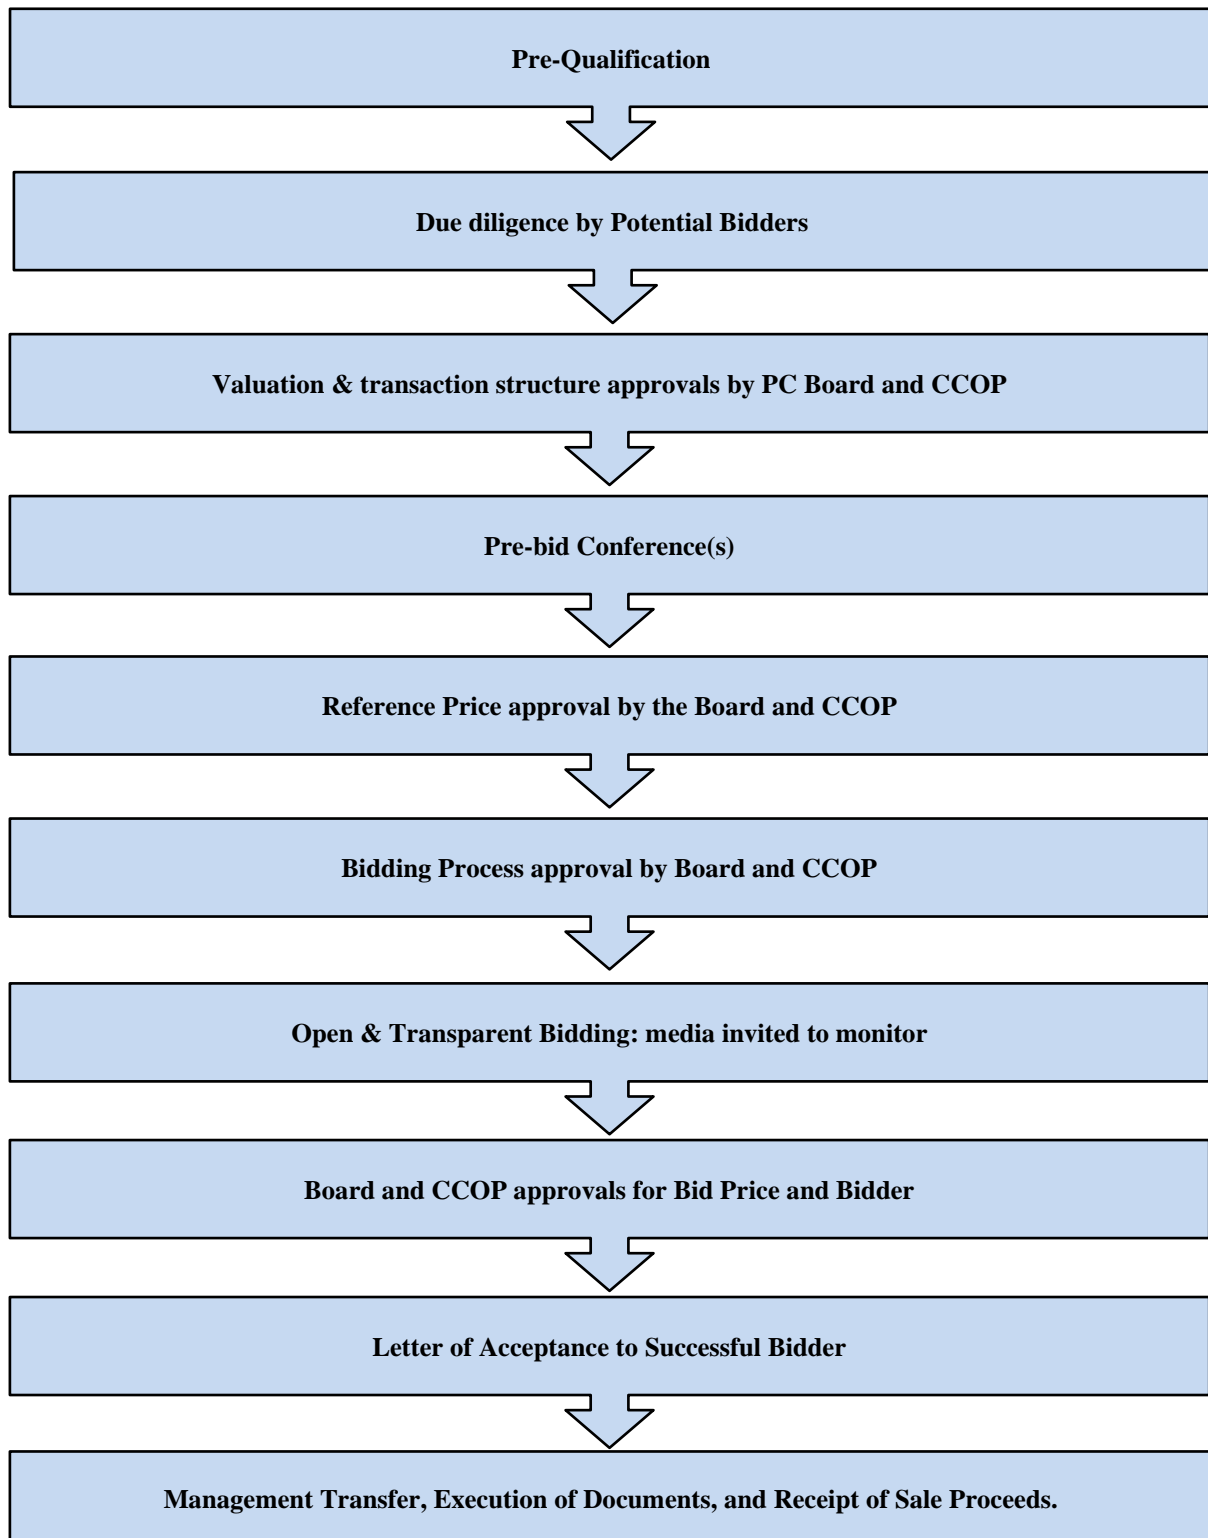 Pre-Qualification
Due diligence by Potential Bidders
Valuation & transaction structure approvals by PC Board and CCOP
Pre-bid Conference(s)
Reference Price approval by the Board and CCOP
Bidding Process approval by Board and CCOP
Open & Transparent Bidding: media invited to monitor
Board and CCOP approvals for Bid Price and Bidder
Letter of Acceptance to Successful Bidder
Management Transfer, Execution of Documents, and Receipt of Sale Proceeds.